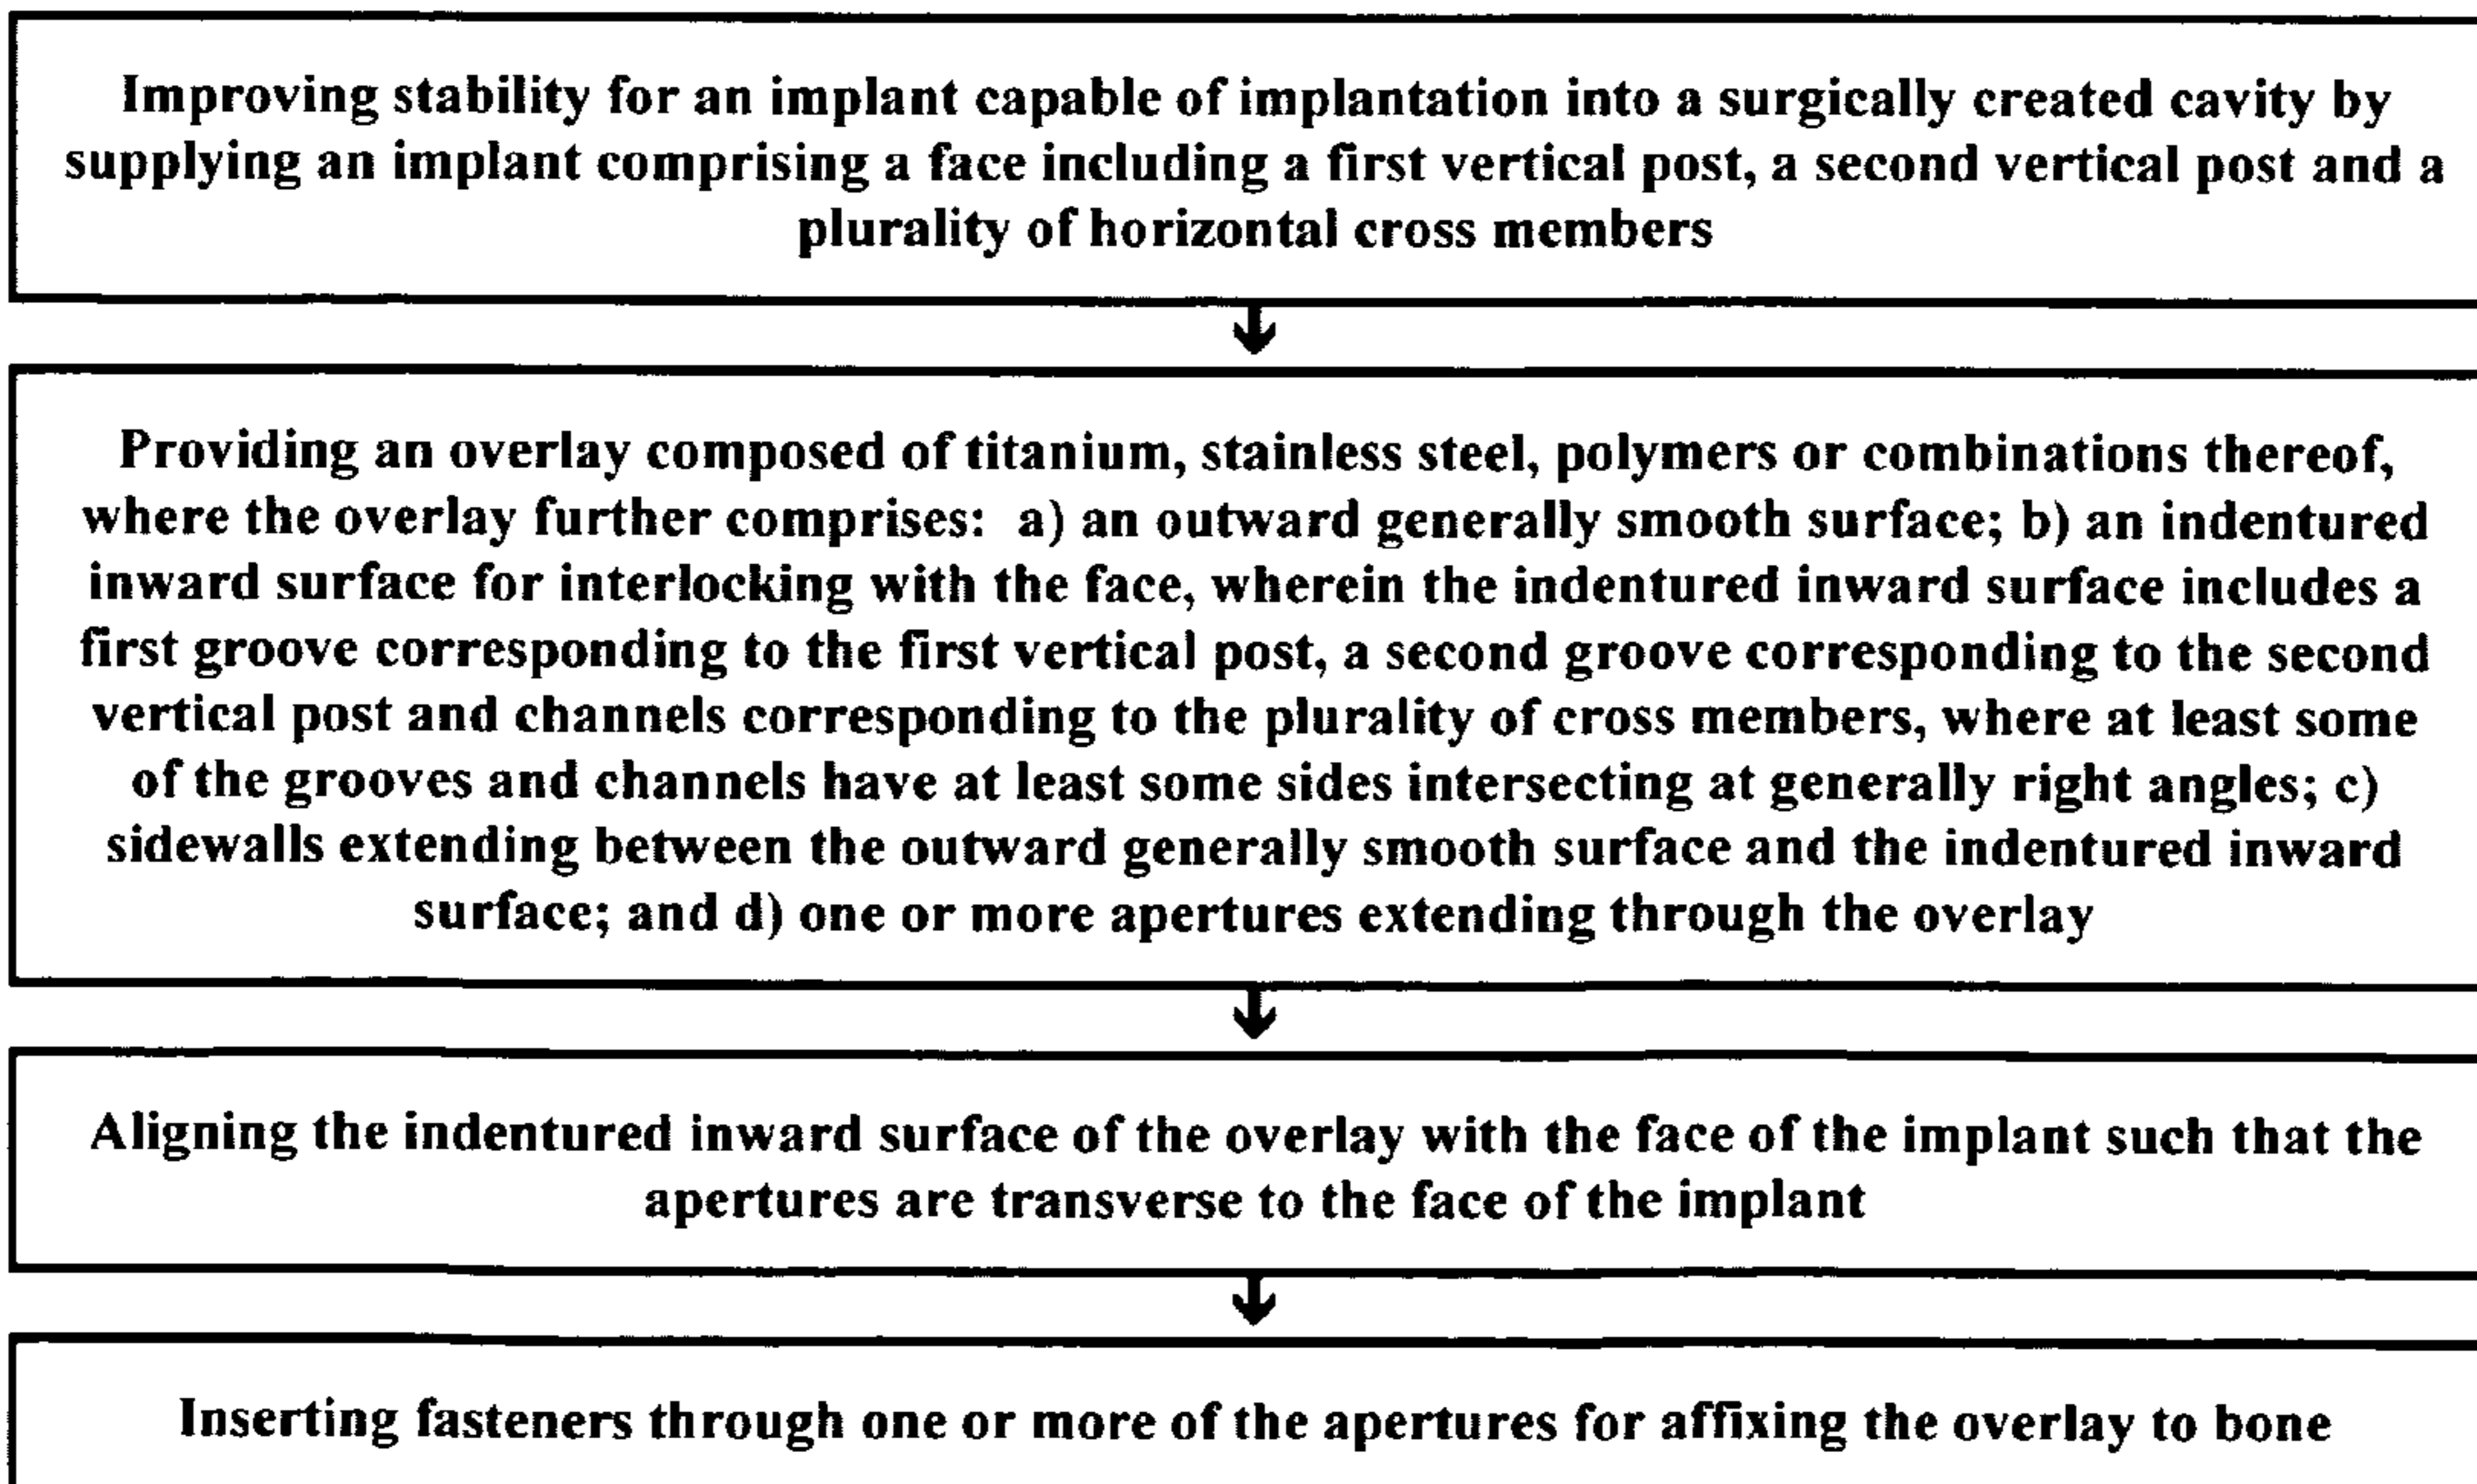 Improving stability for an implant capable of implantation into a surgically created cavity by
supplying an implant comprising a face including a first vertical post, a second vertical post and a
plurality of horizontal cross members
Providing an overlay composed of titanium, stainless steel, polymers or combinations thereof,
where the overlay further comprises: a) an outward generally smooth surface; b) an indentured
inward surface for interlocking with the face, wherein the indentured inward surface includes a
first groove corresponding to the first vertical post, a second groove corresponding to the second
vertical post and channels corresponding to the plurality of cross members, where at least some
of the grooves and channels have at least some sides intersecting at generally right angles; c)
sidewalls extending between the outward generally smooth surface and the indentured inward
surface; and d) one or more apertures extending through the overlay
Aligning the indentured inward surface of the overlay with the face of the implant such that the
apertures are transverse to the face of the implant
Inserting fasteners through one or more of the apertures for affixing the overlay to bone